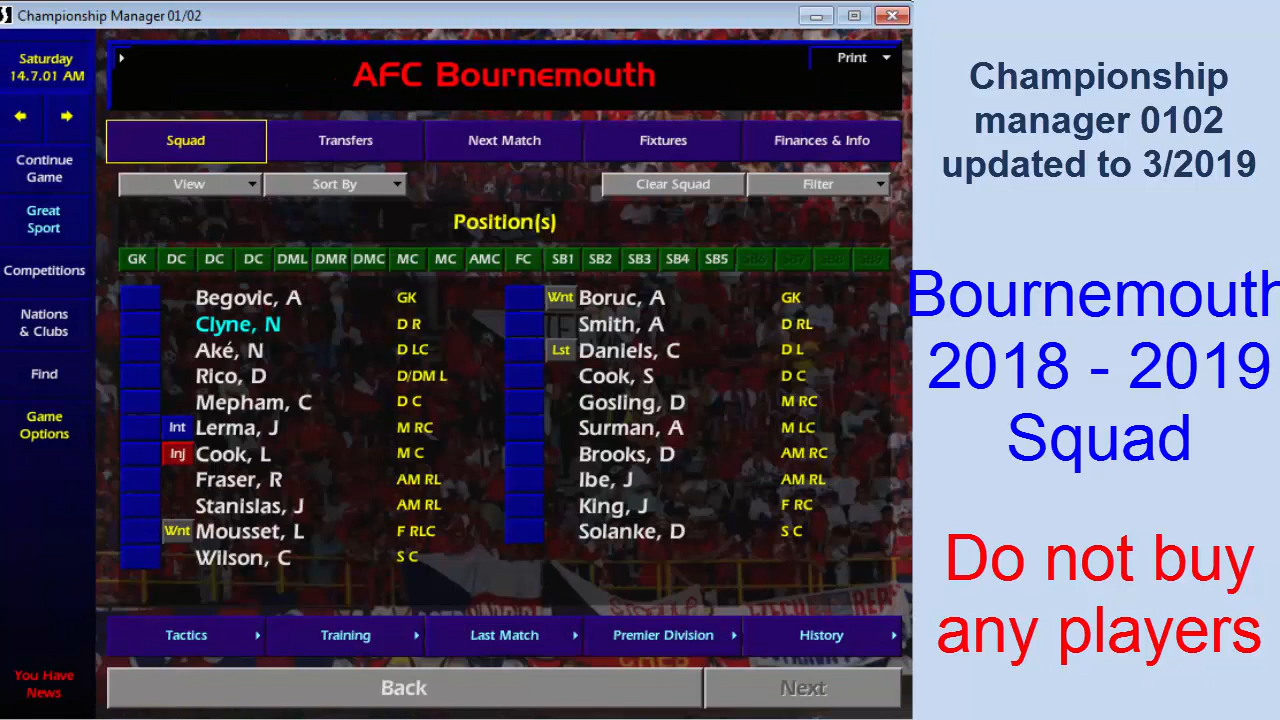 Championship Manager 01/02
Saturday
14.7.01 AM
Continue
Game
Great
Sport
Competitions
Nations
& Clubs
Find
Game
Options
You Have
News
AFC Bournemouth
Print
Squad Transfers Next Match Fixtures Finances & Info
View Sort By Clear Squad Filter
Position(s)
GK DC DC DC DML DMR DMC MC MC AMC FC SB1 SB2 SB3 SB4 SB5 SB6 SB7 SB8 SB9
Begovic, A GK Wnt Boruc, A GK
Clyne, N D R Smith, A D RL
Aké, N D LC Lst Daniels, C D L
Rico, D D/DM L Cook, S D C
Mepham, C D C Gosling, D M RC
Int Lerma, J M RC Surman, A M LC
Inj Cook, L M C Brooks, D AM RC
Fraser, R AM RL Ibe, J AM RL
Stanislas, J AM RL King, J F RC
Wnt Mousset, L F RLC Solanke, D S C
Wilson, C S C
Tactics Training Last Match Premier Division History
Back Next
Championship
manager 0102
updated to 3/2019
Bournemouth
2018 - 2019
Squad
Do not buy
any players